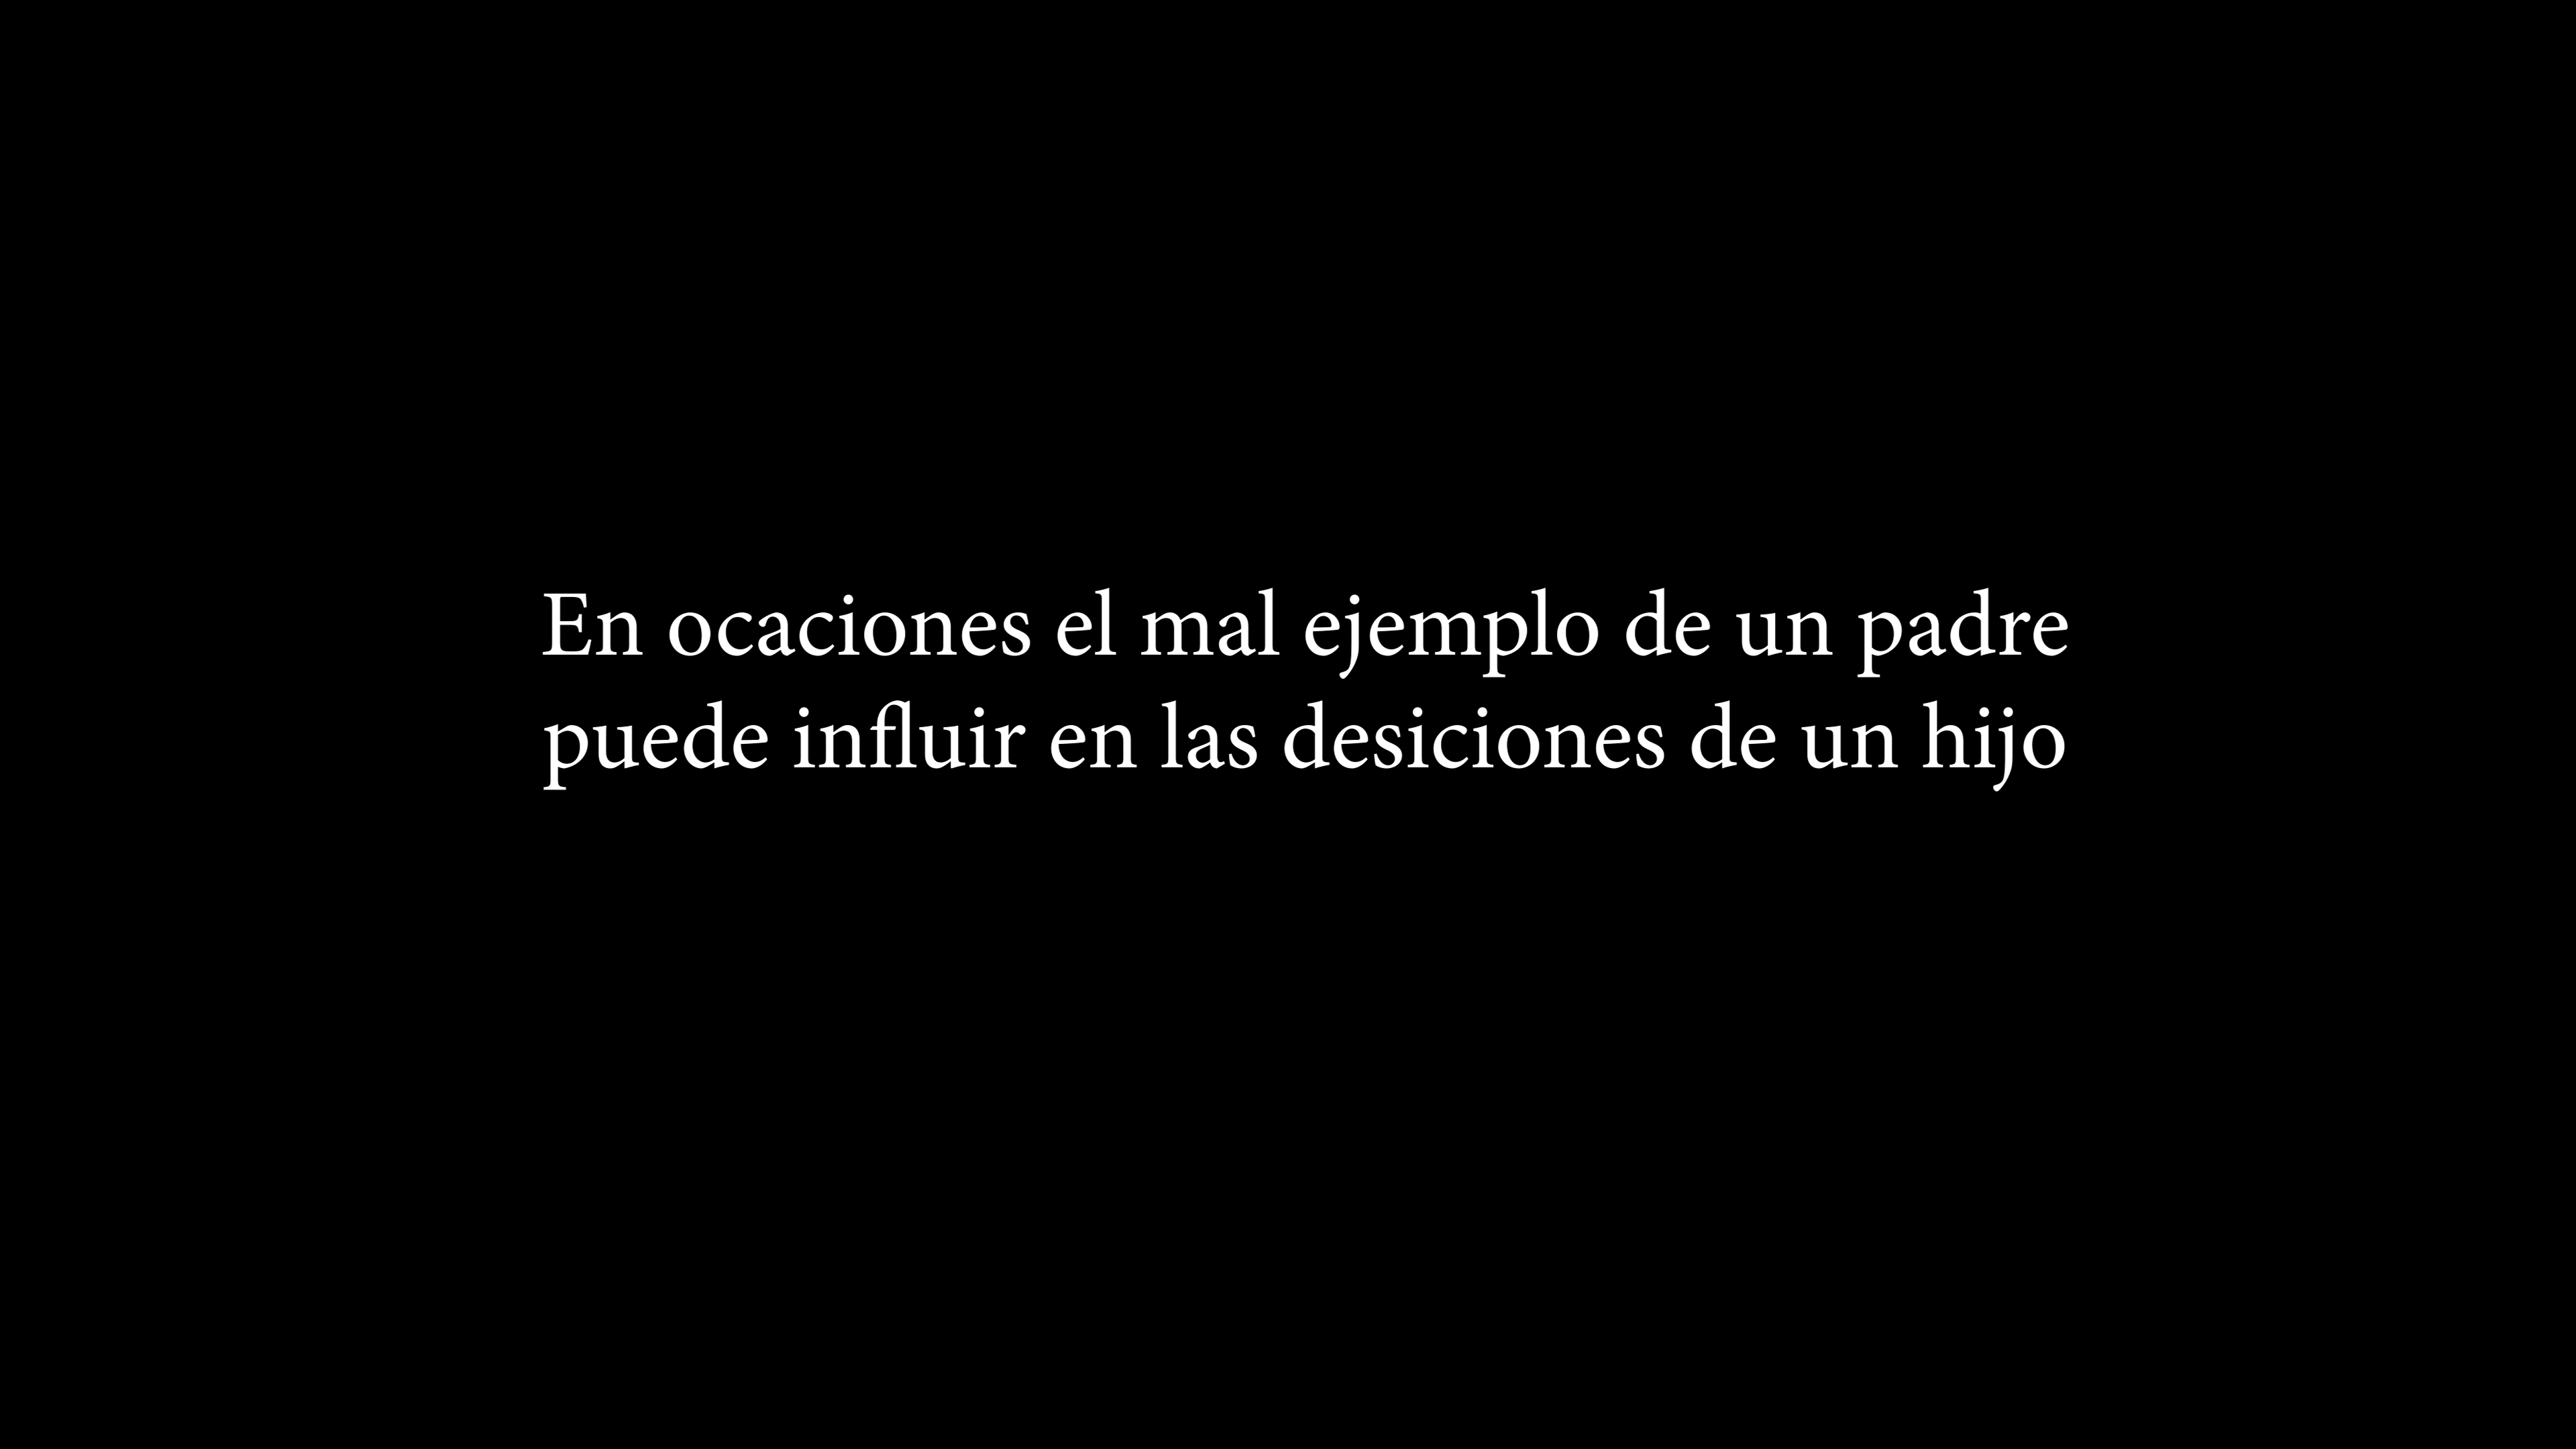 En ocaciones el mal ejemplo de un padre
puede influir en las desiciones de un hijo